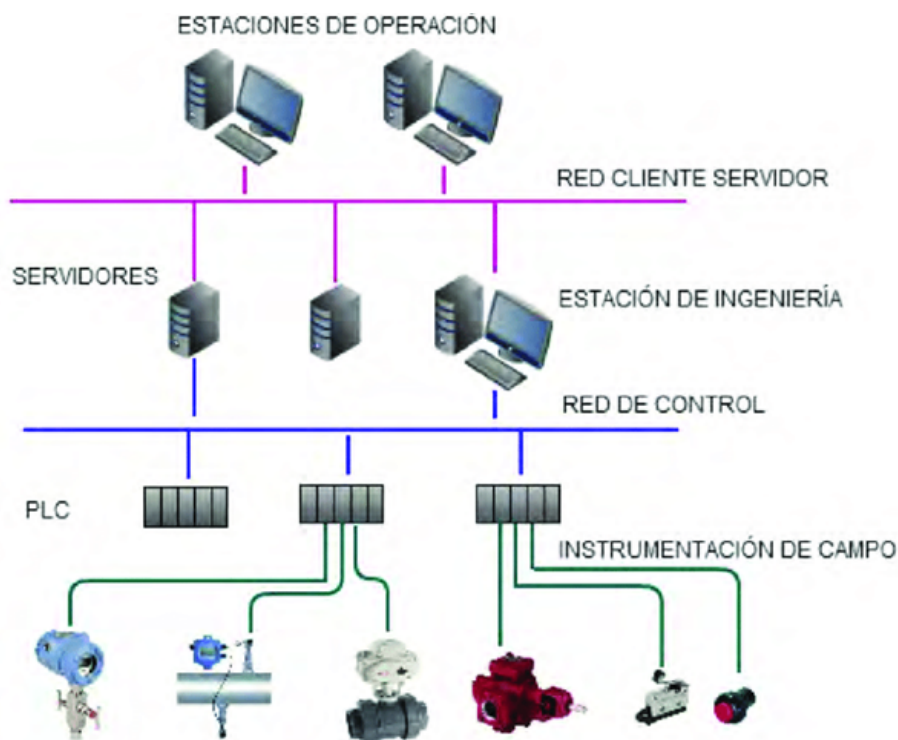 ESTACIONES DE OPERACIÓN
RED CLIENTE SERVIDOR
SERVIDORES
ESTACIÓN DE INGENIERÍA
RED DE CONTROL
PLC
INSTRUMENTACIÓN DE CAMPO